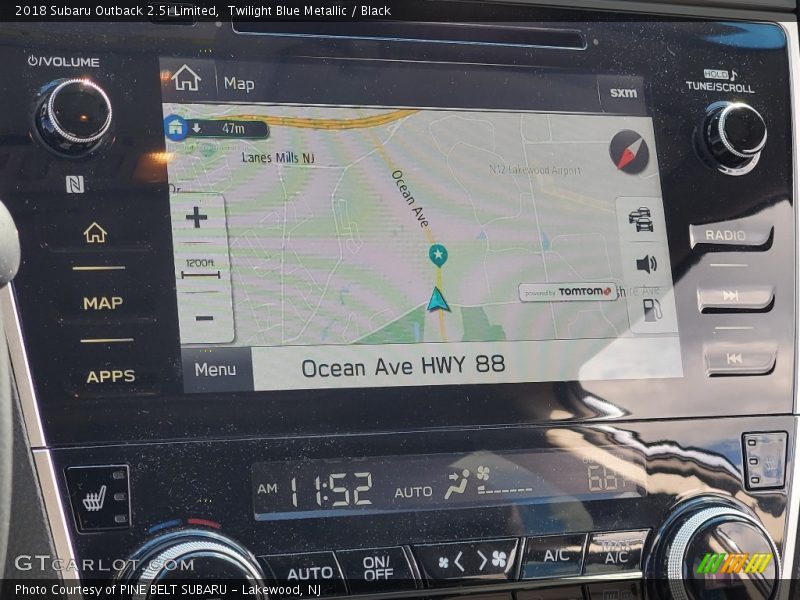 2018 Subaru Outback 2.5i Limited, Twilight Blue Metallic / Black
/VOLUME
Map
sxm
HOLD
TUNE/SCROLL
47m
Lanes Mills NJ
N12 Lakewood Airport
Ocean Ave
1200ft
RADIO
MAP
powered by TOMTOM
APPS
Menu
Ocean Ave HWY 88
AM 11:52
AUTO
68
AUTO
ON/OFF
A/C
A/C
GTCARLOT.COM
Photo Courtesy of PINE BELT SUBARU - Lakewood, NJ